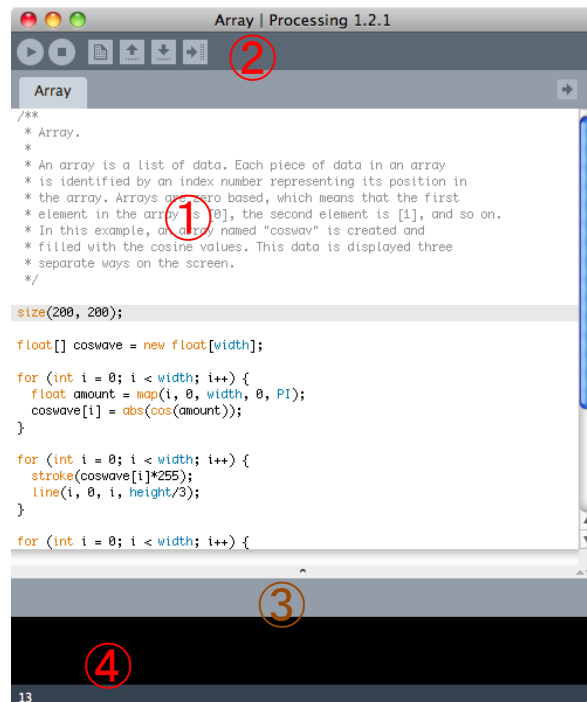 Array | Processing 1.2.1
②
Array
/**
* Array.
*
* An array is a list of data. Each piece of data in an array
* is identified by an index number representing its position in
* the array. Arrays are zero based, which means that the first
* element in the array is [0], the second element is [1], and so on.
* In this example, an array named "coswav" is created and
* filled with the cosine values. This data is displayed three
* separate ways on the screen.
*/
①
size(200, 200);
float[] coswave = new float[width];
for (int i = 0; i < width; i++) {
float amount = map(i, 0, width, 0, PI);
coswave[i] = abs(cos(amount));
}
for (int i = 0; i < width; i++) {
stroke(coswave[i]*255);
line(i, 0, i, height/3);
}
for (int i = 0; i < width; i++) {
③
④
13